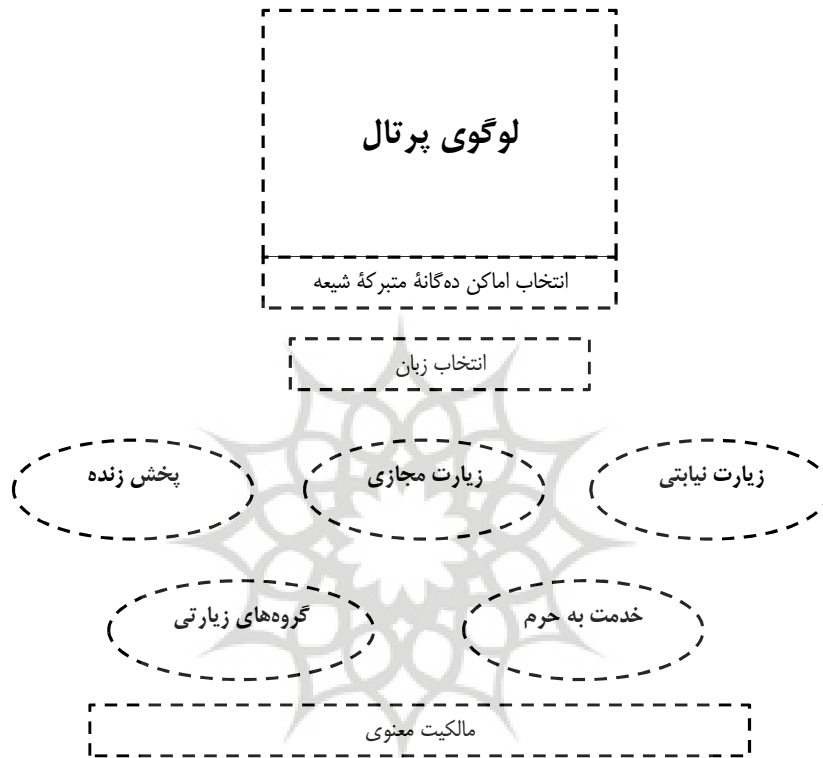 لوگوی پرتال
انتخاب اماکن ده‌گانهٔ متبرکهٔ شیعه
انتخاب زبان
زیارت نیابتی
زیارت مجازی
پخش زنده
خدمت به حرم
گروه‌های زیارتی
مالکیت معنوی